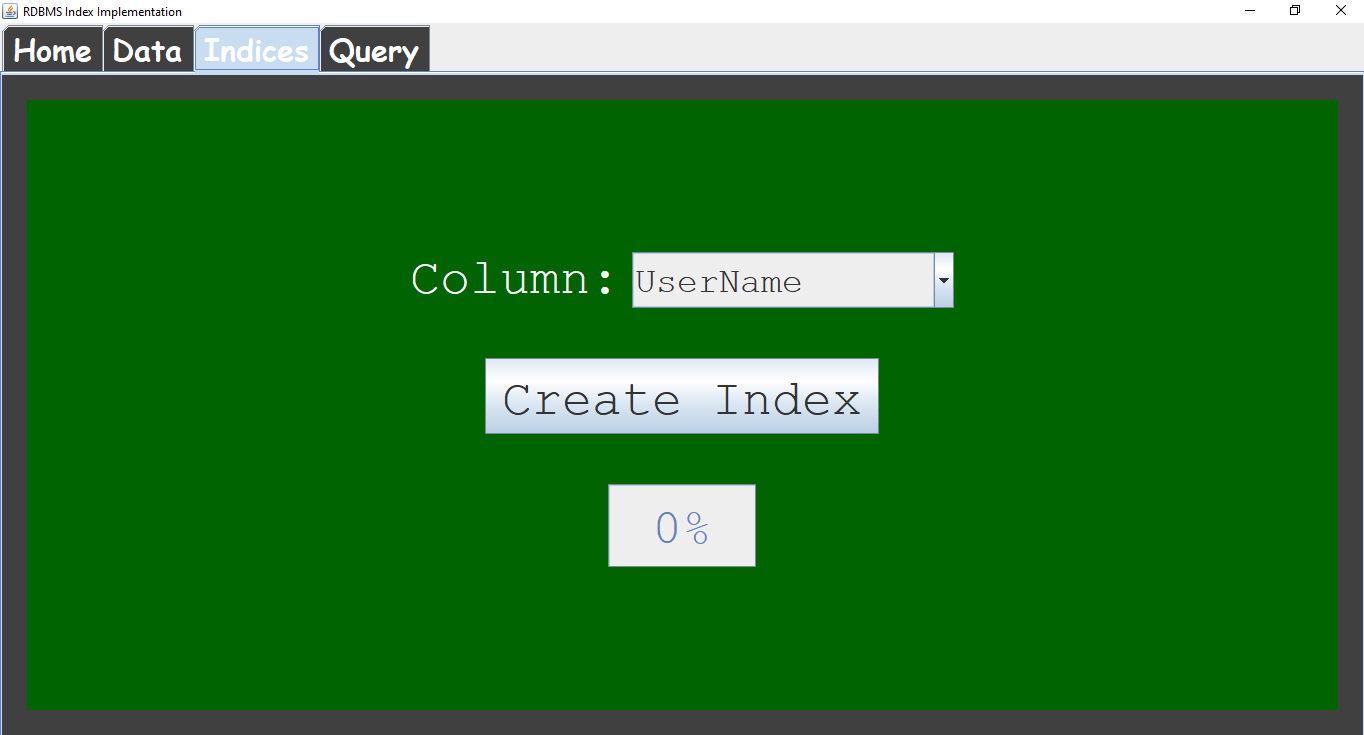 RDBMS Index Implementation
Home Data Indices Query
Column: UserName
Create Index
0%